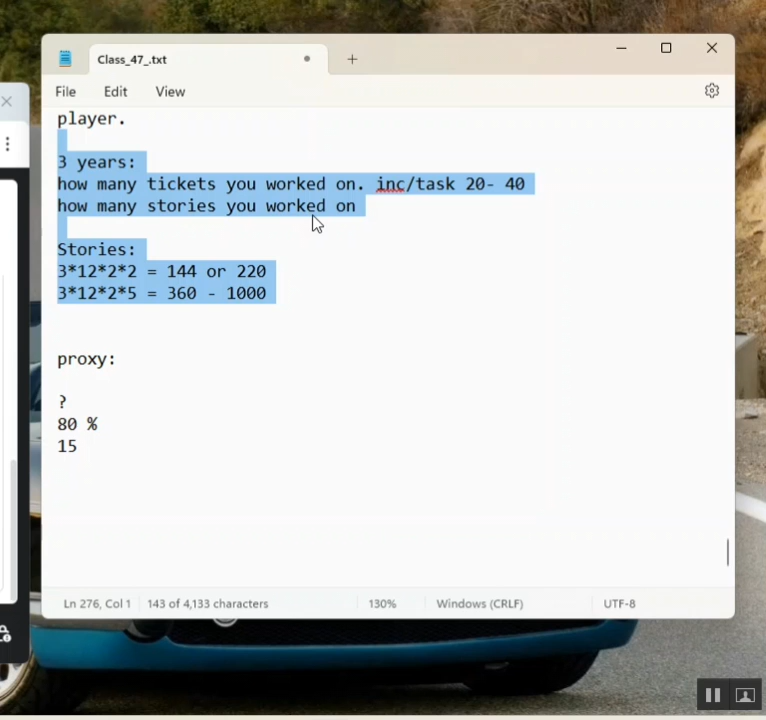 Class_47_.txt
File Edit View
player.
3 years:
how many tickets you worked on. inc/task 20- 40
how many stories you worked on
Stories:
3*12*2*2 = 144 or 220
3*12*2*5 = 360 - 1000
proxy:
?
80 %
15
Ln 276, Col 1 143 of 4,133 characters 130% Windows (CRLF) UTF-8